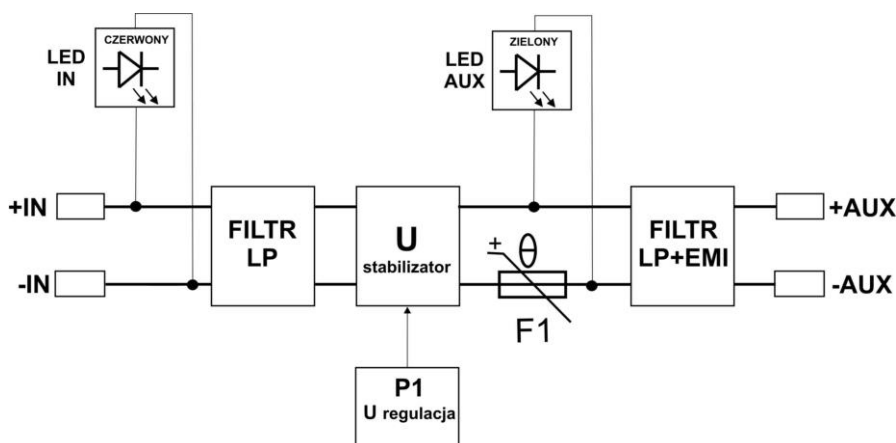 CZERWONY
LED
IN
ZIELONY
LED
AUX
+IN
FILTR
LP
U
stabilizator
+
θ
F1
FILTR
LP+EMI
+AUX
-IN
-AUX
P1
U regulacja